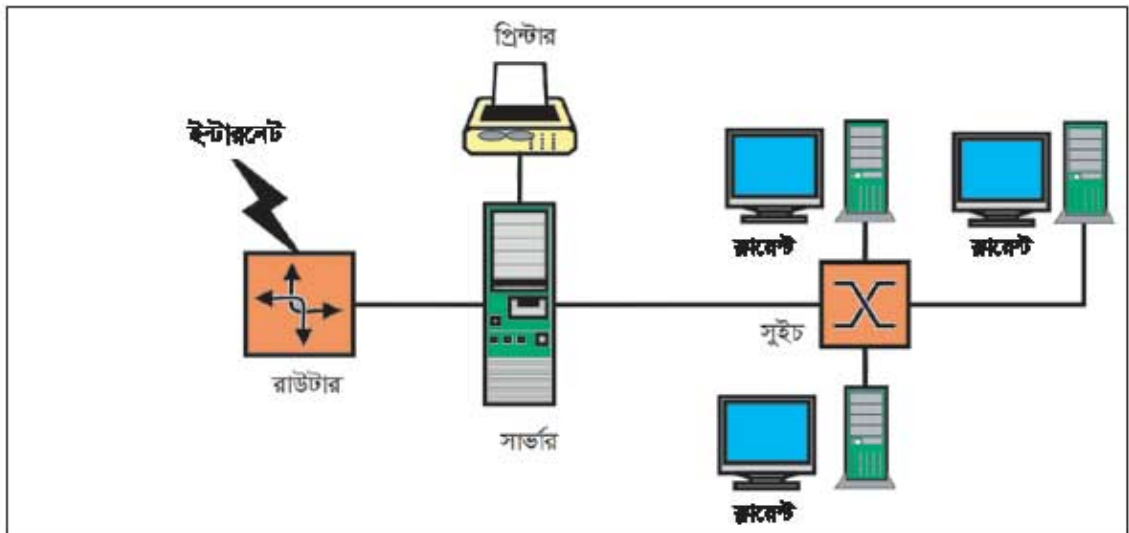 প্রিন্টার
ইন্টারনেট
ক্লায়েন্ট
ক্লায়েন্ট
সুইচ
রাউটার
সার্ভার
ক্লায়েন্ট